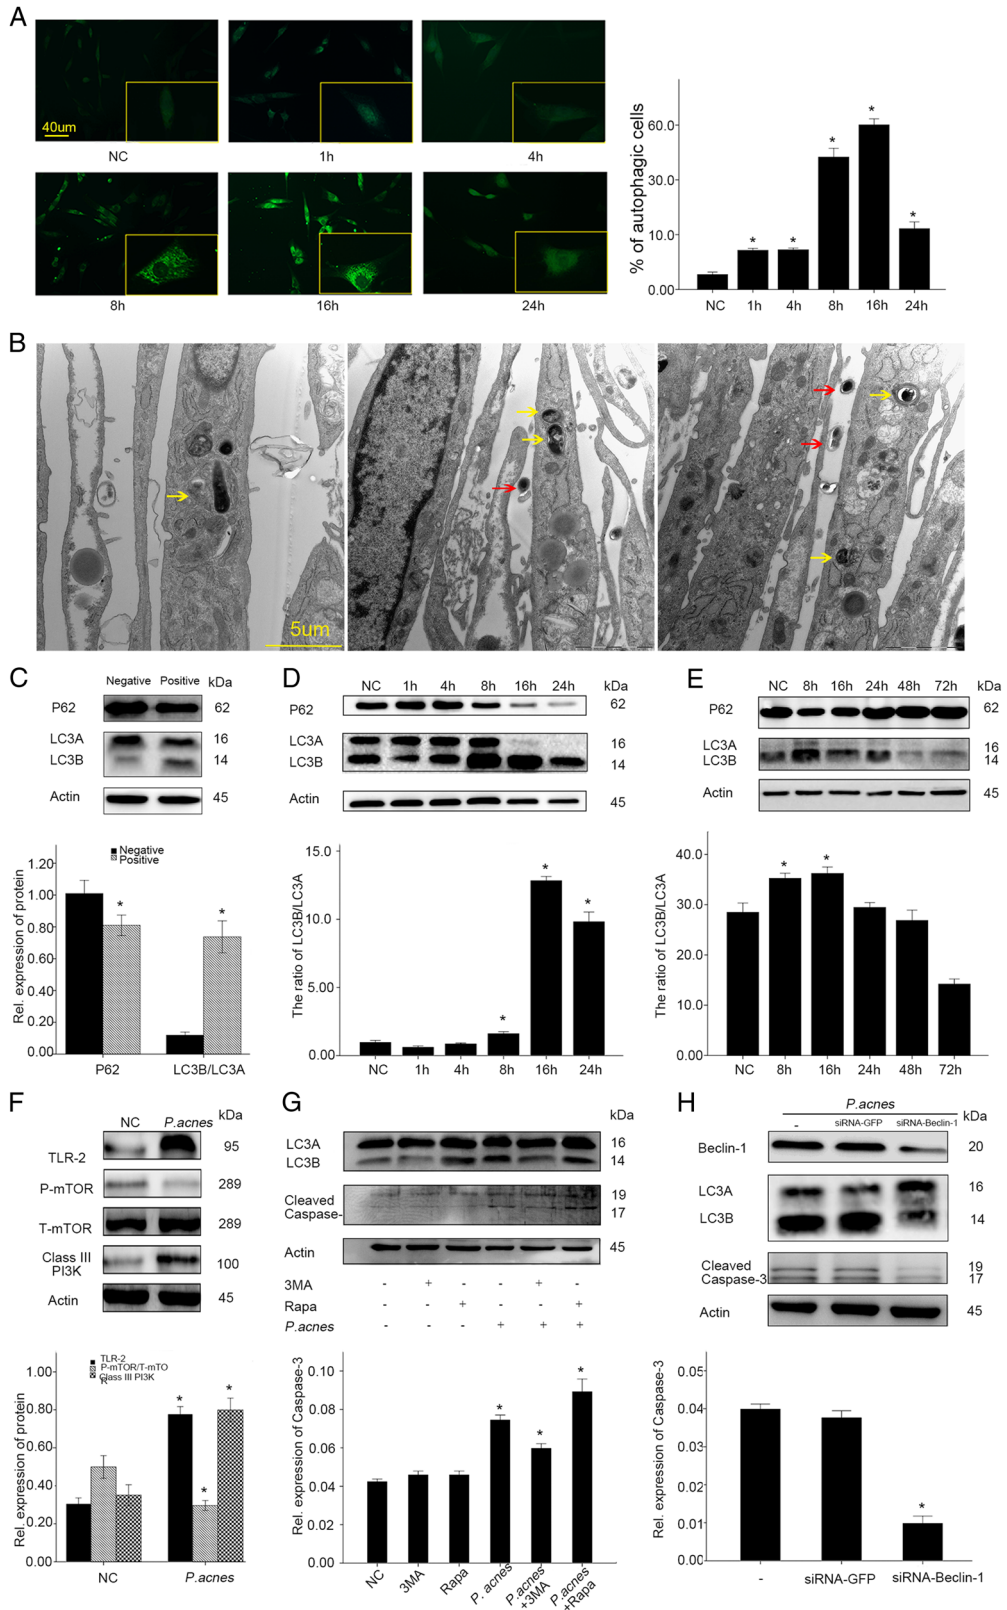 A
40um
NC
1h
4h
8h
16h
24h
% of autophagic cells
60.0
30.0
10.0
0.00
NC 1h 4h 8h 16h 24h
* * * * *
B
5um
C
Negative Positive kDa
P62 62
LC3A 16
LC3B 14
Actin 45
Negative
Positive
Rel. expression of protein
1.20
1.00
0.80
0.60
0.40
0.20
0.00
* *
P62 LC3B/LC3A
D
NC 1h 4h 8h 16h 24h kDa
P62 62
LC3A 16
LC3B 14
Actin 45
The ratio of LC3B/LC3A
15.0
10.0
5.00
0.00
* * *
NC 1h 4h 8h 16h 24h
E
NC 8h 16h 24h 48h 72h kDa
P62 62
LC3A 16
LC3B 14
Actin 45
The ratio of LC3B/LC3A
40.0
30.0
20.0
10.0
0.00
* *
NC 8h 16h 24h 48h 72h
F
NC P.acnes kDa
TLR-2 95
P-mTOR 289
T-mTOR 289
Class III
PI3K 100
Actin 45
TLR-2
P-mTOR/T-mTO
R
Class III PI3K
Rel. expression of protein
1.00
0.80
0.60
0.40
0.20
0.00
* * *
NC P.acnes
G
kDa
LC3A 16
LC3B 14
Cleaved 19
Caspase- 17
Actin 45
3MA - + - - + -
Rapa - - + - - +
P.acnes - - - + + +
Rel. expression of Caspase-3
0.10
0.08
0.06
0.04
0.02
0.00
* * *
NC
3MA
Rapa
P. acnes
P.acnes
+3MA
P.acnes
+Rapa
H
P.acnes
- siRNA-GFP siRNA-Beclin-1 kDa
Beclin-1 20
LC3A 16
LC3B 14
Cleaved 19
Caspase-3 17
Actin 45
Rel. expression of Caspase-3
0.05
0.04
0.03
0.02
0.01
0.00
*
- siRNA-GFP siRNA-Beclin-1